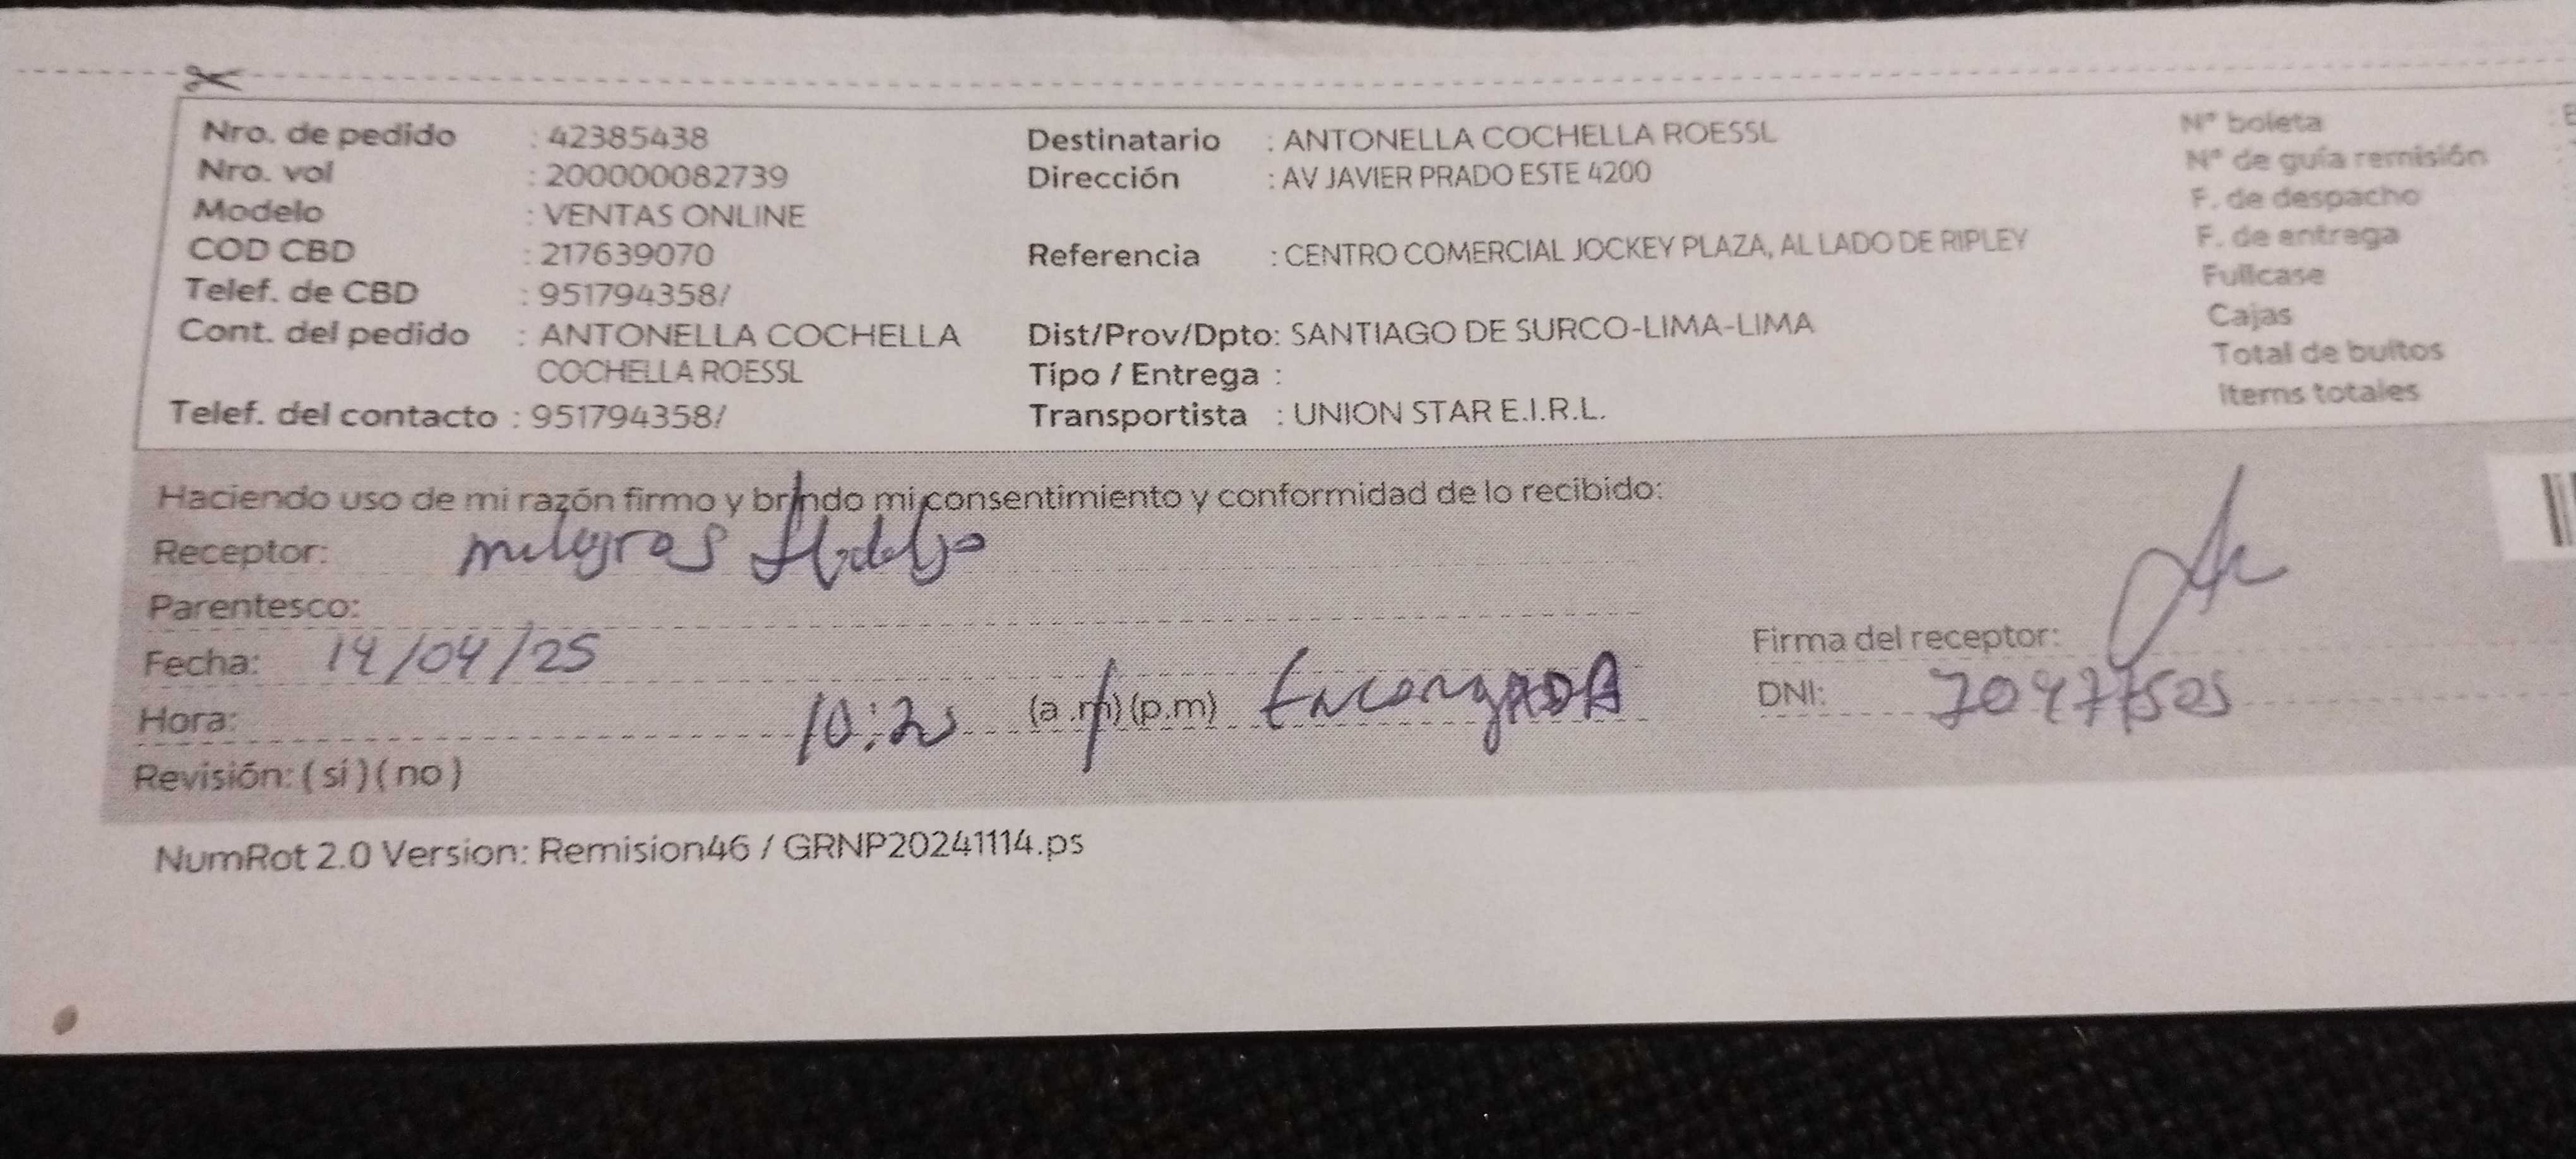 Nro. de pedido : 42385438
Nro. vol : 200000082739
Modelo : VENTAS ONLINE
COD CBD : 217639070
Telef. de CBD : 951794358/
Cont. del pedido : ANTONELLA COCHELLA
COCHELLA ROESSL
Telef. del contacto : 951794358/
Destinatario : ANTONELLA COCHELLA ROESSL
Dirección : AV JAVIER PRADO ESTE 4200
Referencia : CENTRO COMERCIAL JOCKEY PLAZA, AL LADO DE RIPLEY
Dist/Prov/Dpto: SANTIAGO DE SURCO-LIMA-LIMA
Tipo / Entrega :
Transportista : UNION STAR E.I.R.L.
N° boleta
N° de guía remisión
F. de despacho
F. de entrega
Fullcase
Cajas
Total de bultos
Items totales
Haciendo uso de mi razón firmo y brindo mi consentimiento y conformidad de lo recibido:
Receptor: milagros
Parentesco:
Fecha: 14/04/25
Hora: 10:20 (a .m) (p.m) EncargADA
Revisión: ( sí ) ( no )
Firma del receptor:
DNI: 70477505
NumRot 2.0 Version: Remision46 / GRNP20241114.ps